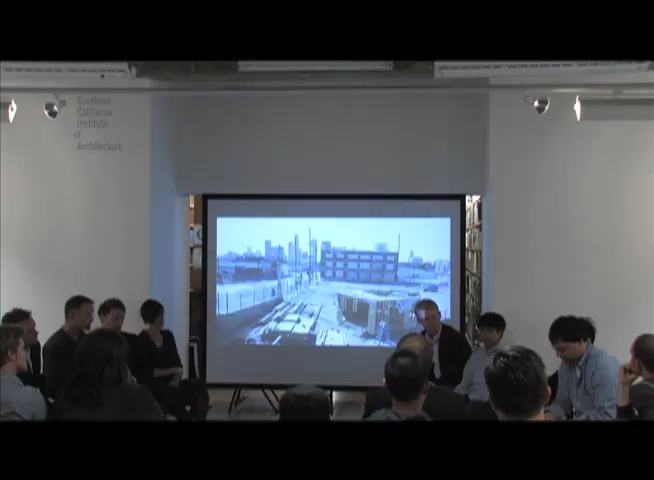 Southern
California
Institute
of
Architecture